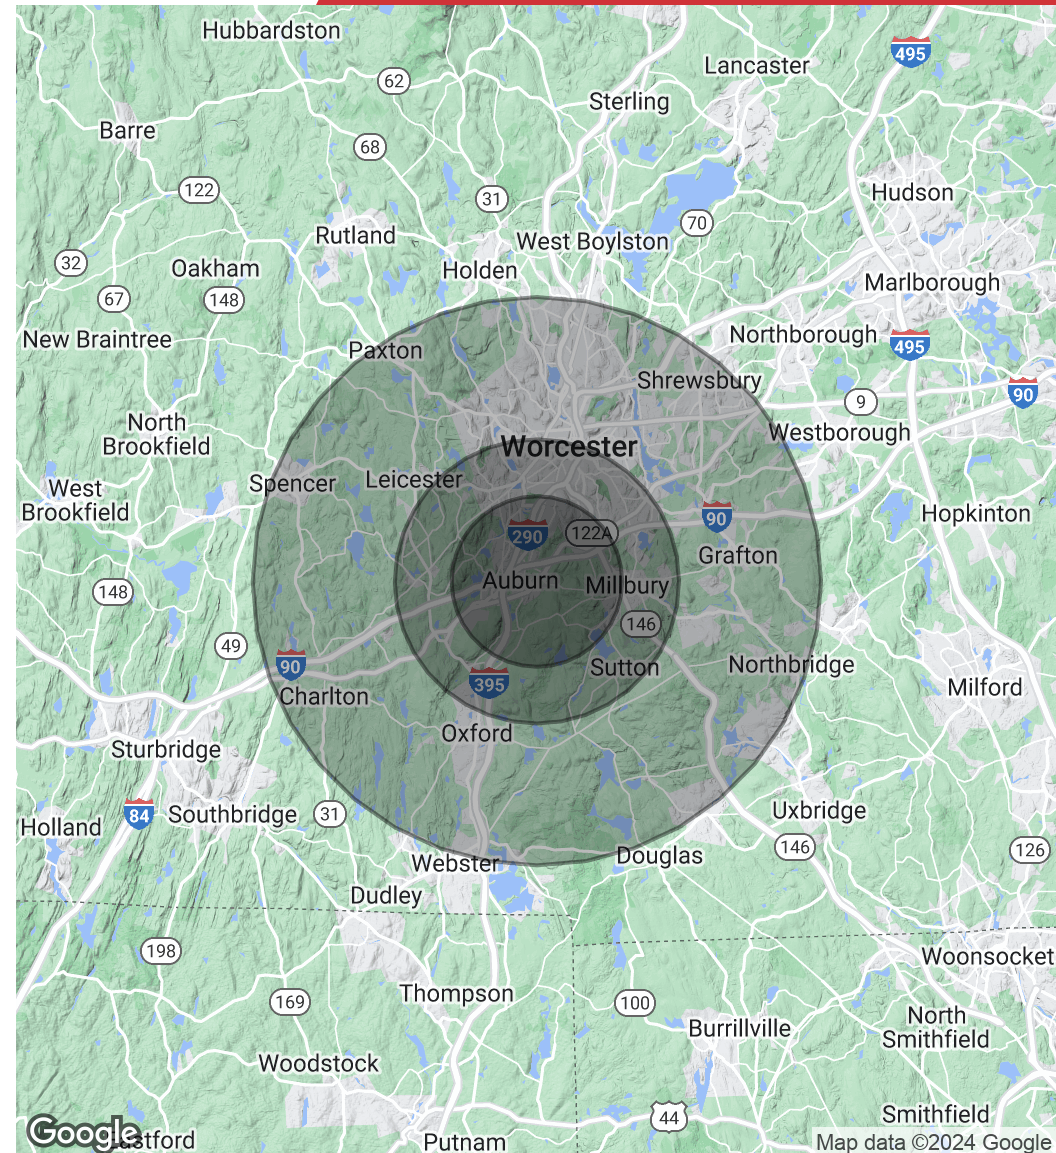 Hubbardston
495
Lancaster
62
Sterling
Barre
68
122
31
Hudson
70
Rutland
West Boylston
32
Oakham
Holden
Marlborough
67
148
New Braintree
Northborough
495
Paxton
Shrewsbury
90
9
North
Brookfield
Westborough
Worcester
Spencer
Leicester
West
Brookfield
90
Hopkinton
290
122A
Grafton
Auburn
Millbury
148
146
49
90
Sutton
Northbridge
395
Charlton
Milford
Oxford
Sturbridge
84
Southbridge
31
Uxbridge
Holland
146
126
Webster
Douglas
Dudley
198
Woonsocket
Thompson
169
100
North
Smithfield
Burrillville
Woodstock
44
Smithfield
Google
Putnam
Map data ©2024 Google